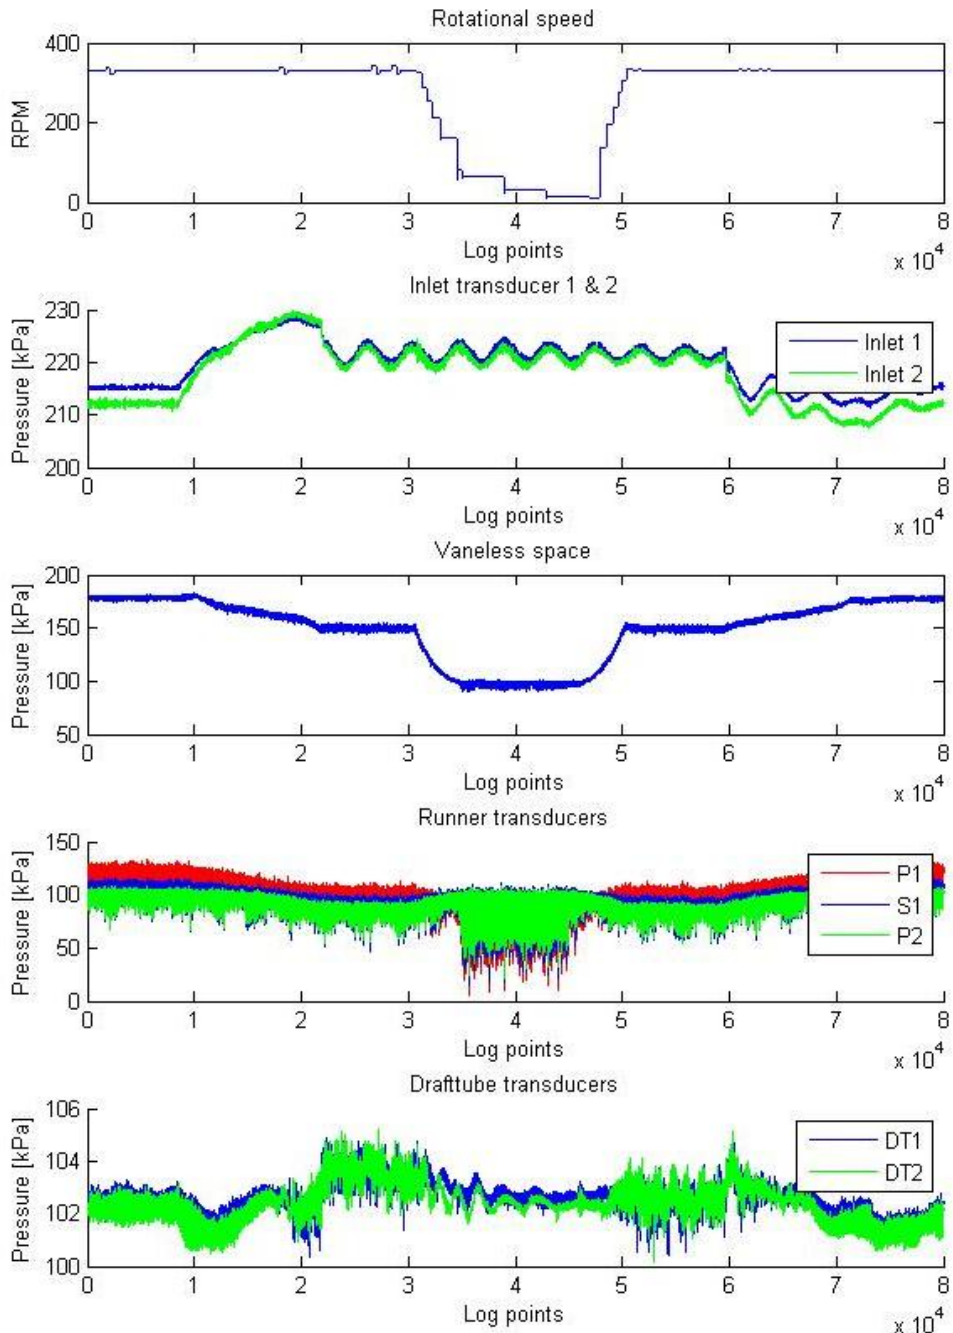 Rotational speed
400
200
0
RPM
0 1 2 3 4 5 6 7 8
Log points
x 10^4
Inlet transducer 1 & 2
230
220
210
200
Pressure [kPa]
Inlet 1
Inlet 2
0 1 2 3 4 5 6 7 8
Log points
x 10^4
Vaneless space
200
150
100
50
Pressure [kPa]
0 1 2 3 4 5 6 7 8
Log points
x 10^4
Runner transducers
150
100
50
0
Pressure [kPa]
P1
S1
P2
0 1 2 3 4 5 6 7 8
Log points
x 10^4
Drafttube transducers
106
104
102
100
Pressure [kPa]
DT1
DT2
0 1 2 3 4 5 6 7 8
Log points
x 10^4